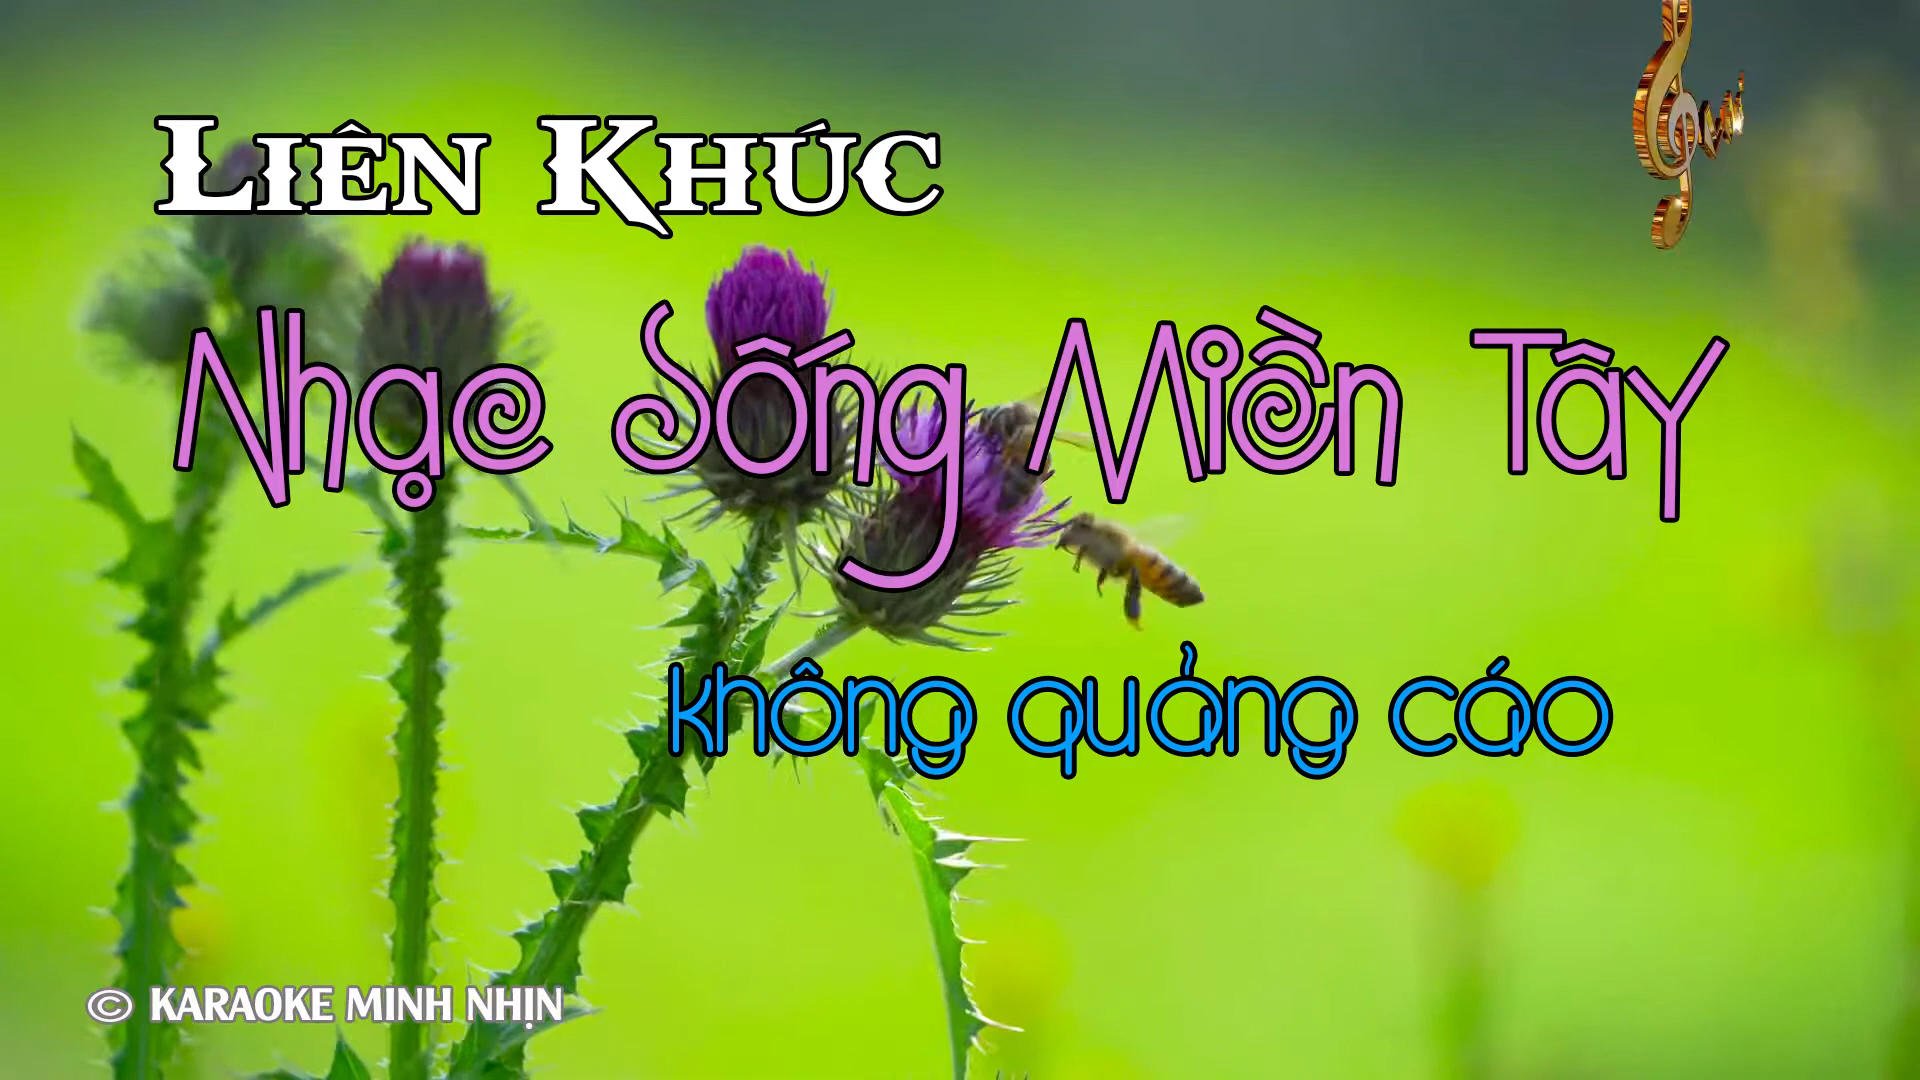 Liên Khúc
Nhạc Sống Miền Tây
không quảng cáo
© KARAOKE MINH NHỊN